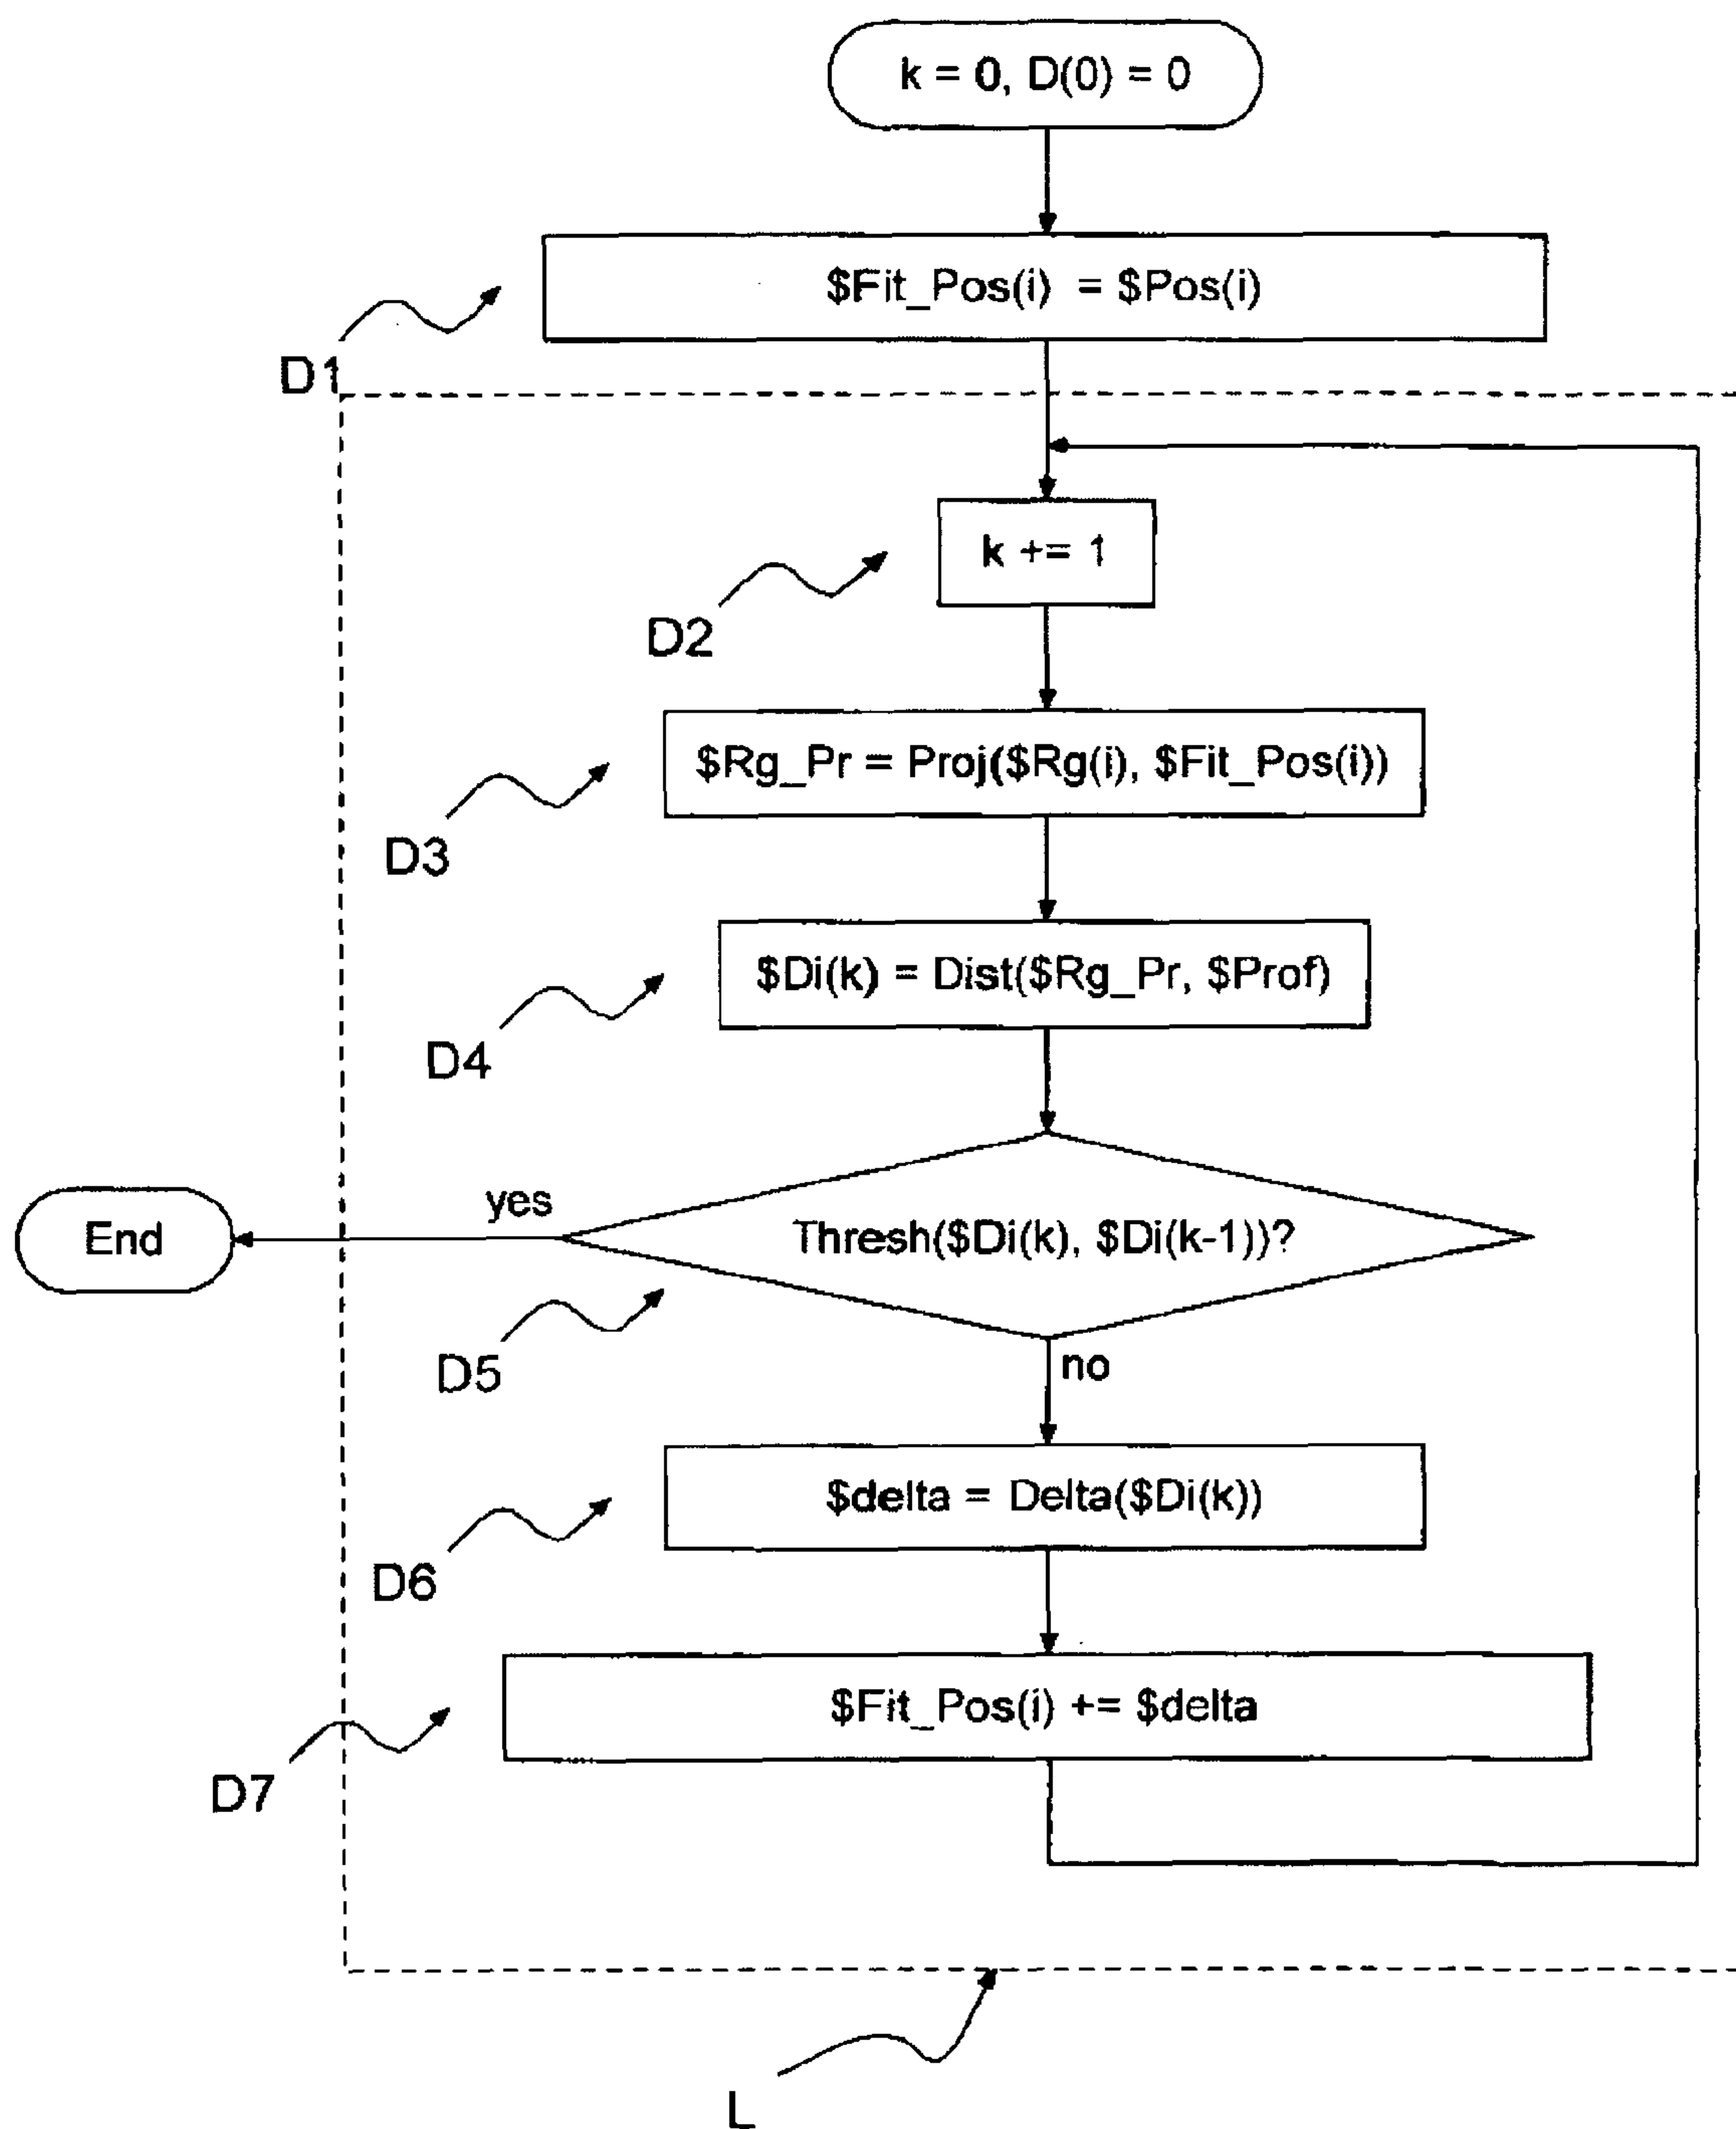 k = 0, D(0) = 0
$Fit_Pos(i) = $Pos(i)
D1
k += 1
D2
$Rg_Pr = Proj($Rg(i), $Fit_Pos(i))
D3
$Di(k) = Dist($Rg_Pr, $Prof)
D4
yes
End
Thresh($Di(k), $Di(k-1))?
D5
no
$delta = Delta($Di(k))
D6
$Fit_Pos(i) += $delta
D7
L